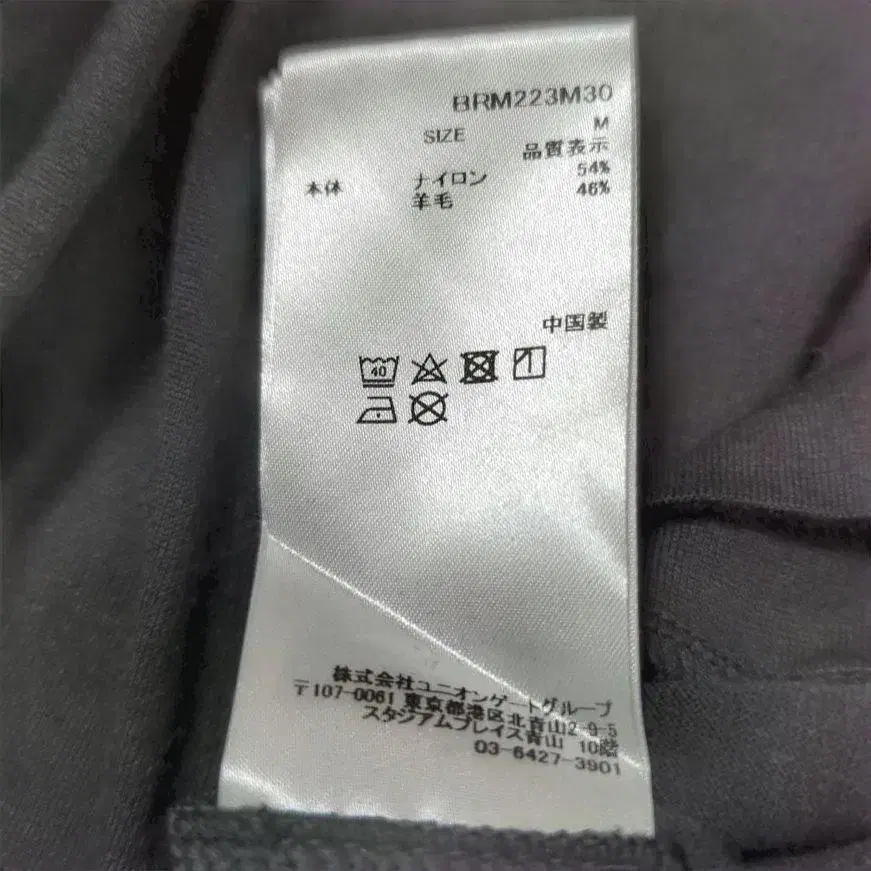 BRM223M30
SIZE M
品質表示
本体 ナイロン 54%
羊毛 46%
中国製
40
株式会社ユニオンゲートグループ
〒107-0061 東京都港区北青山2-9-5
スタジアムプレイス青山 10階
03-6427-3901